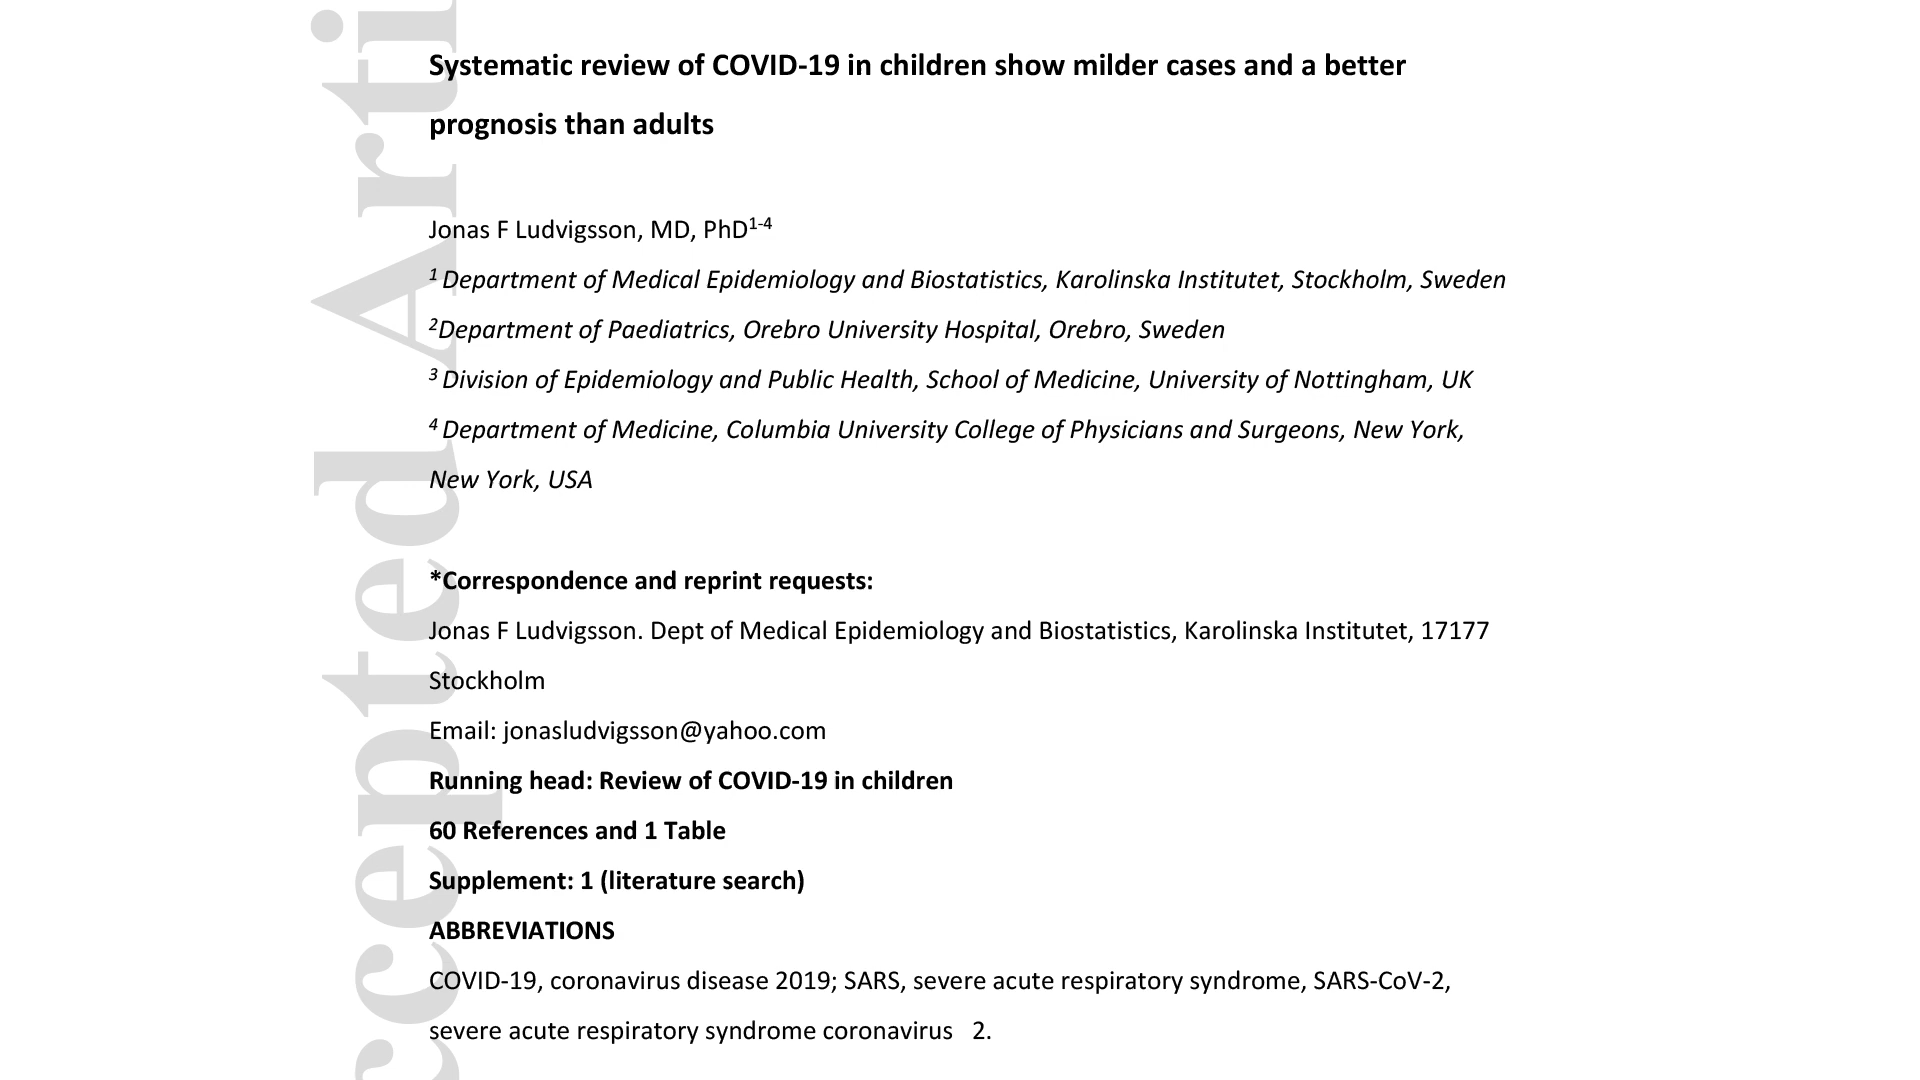 Systematic review of COVID-19 in children show milder cases and a better
prognosis than adults
Jonas F Ludvigsson, MD, PhD1-4
1 Department of Medical Epidemiology and Biostatistics, Karolinska Institutet, Stockholm, Sweden
2Department of Paediatrics, Orebro University Hospital, Orebro, Sweden
3 Division of Epidemiology and Public Health, School of Medicine, University of Nottingham, UK
4 Department of Medicine, Columbia University College of Physicians and Surgeons, New York,
New York, USA
*Correspondence and reprint requests:
Jonas F Ludvigsson. Dept of Medical Epidemiology and Biostatistics, Karolinska Institutet, 17177
Stockholm
Email: jonasludvigsson@yahoo.com
Running head: Review of COVID-19 in children
60 References and 1 Table
Supplement: 1 (literature search)
ABBREVIATIONS
COVID-19, coronavirus disease 2019; SARS, severe acute respiratory syndrome, SARS-CoV-2,
severe acute respiratory syndrome coronavirus 2.
cepted Arti